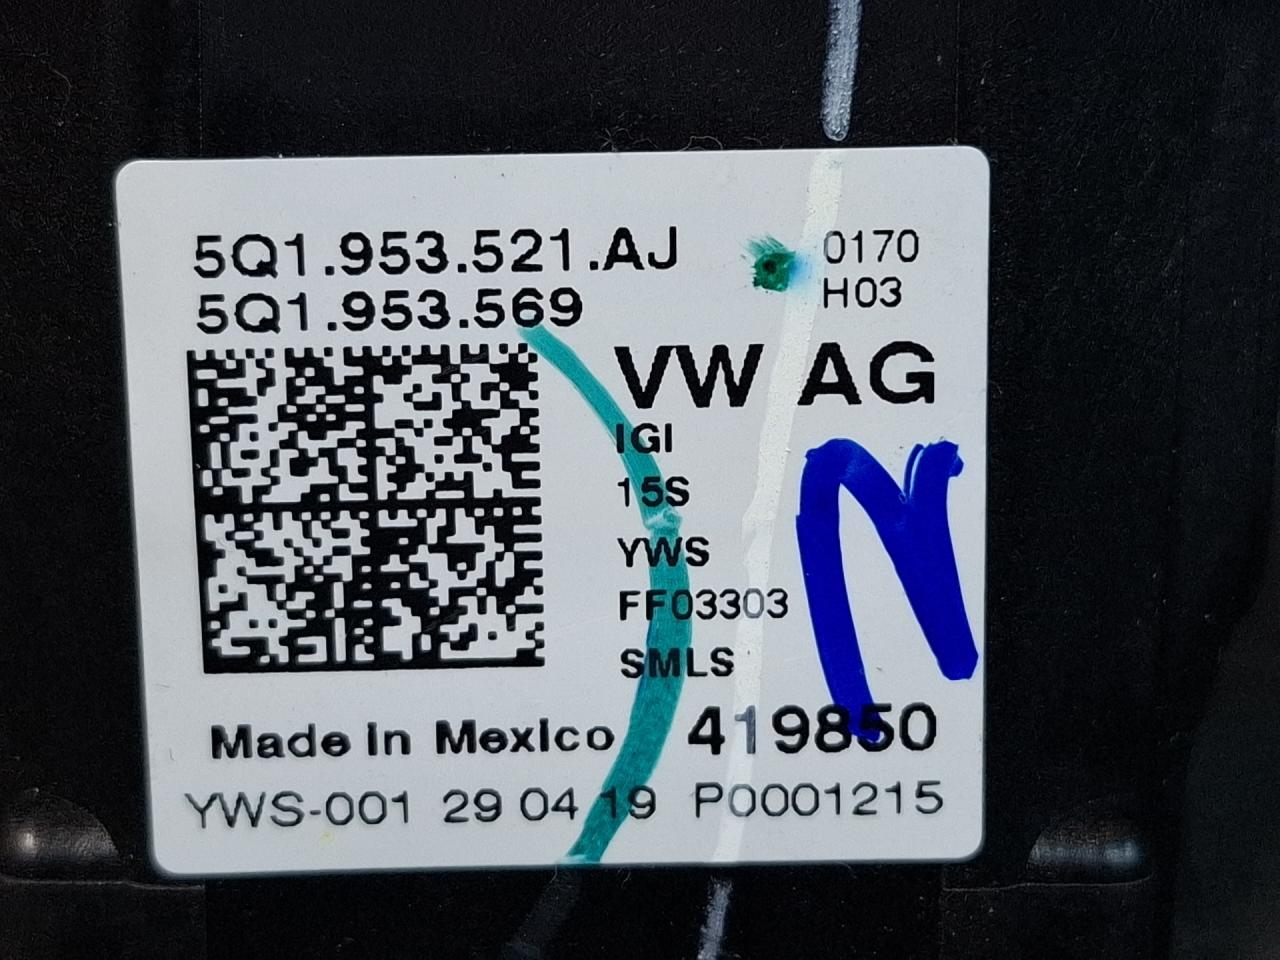 5Q1.953.521.AJ
5Q1.953.569
0170
H03
VW AG
IGI
15S
YWS
FF03303
SMLS
N
Made in Mexico 419850
YWS-001 29 04 19 P0001215